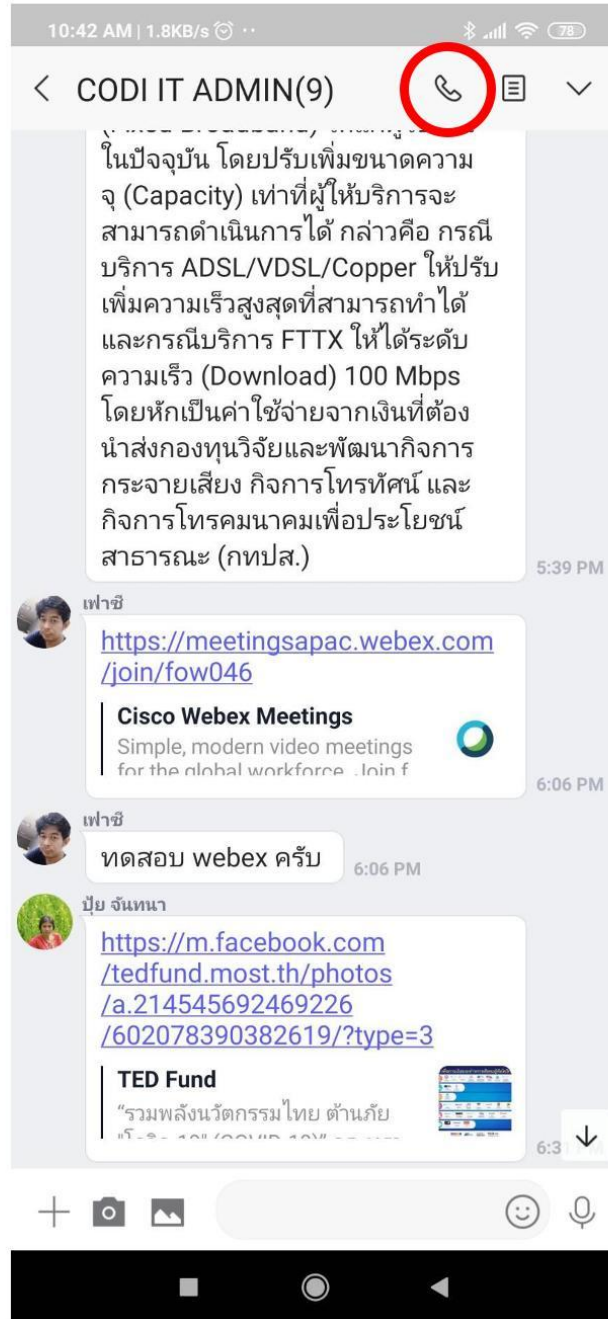 10:42 AM | 1.8KB/s
78
CODI IT ADMIN(9)
ในปัจจุบัน โดยปรับเพิ่มขนาดความ
จุ (Capacity) เท่าที่ผู้ให้บริการจะ
สามารถดำเนินการได้ กล่าวคือ กรณี
บริการ ADSL/VDSL/Copper ให้ปรับ
เพิ่มความเร็วสูงสุดที่สามารถทำได้
และกรณีบริการ FTTX ให้ได้ระดับ
ความเร็ว (Download) 100 Mbps
โดยหักเป็นค่าใช้จ่ายจากเงินที่ต้อง
นำส่งกองทุนวิจัยและพัฒนากิจการ
กระจายเสียง กิจการโทรทัศน์ และ
กิจการโทรคมนาคมเพื่อประโยชน์
สาธารณะ (กทปส.)
5:39 PM
เฟาซี
https://meetingsapac.webex.com
/join/fow046
Cisco Webex Meetings
Simple, modern video meetings
for the global workforce. Join f
6:06 PM
เฟาซี
ทดสอบ webex ครับ
6:06 PM
ปุ้ย จันทนา
https://m.facebook.com
/tedfund.most.th/photos
/a.214545692469226
/602078390382619/?type=3
TED Fund
“รวมพลังนวัตกรรมไทย ต้านภัย